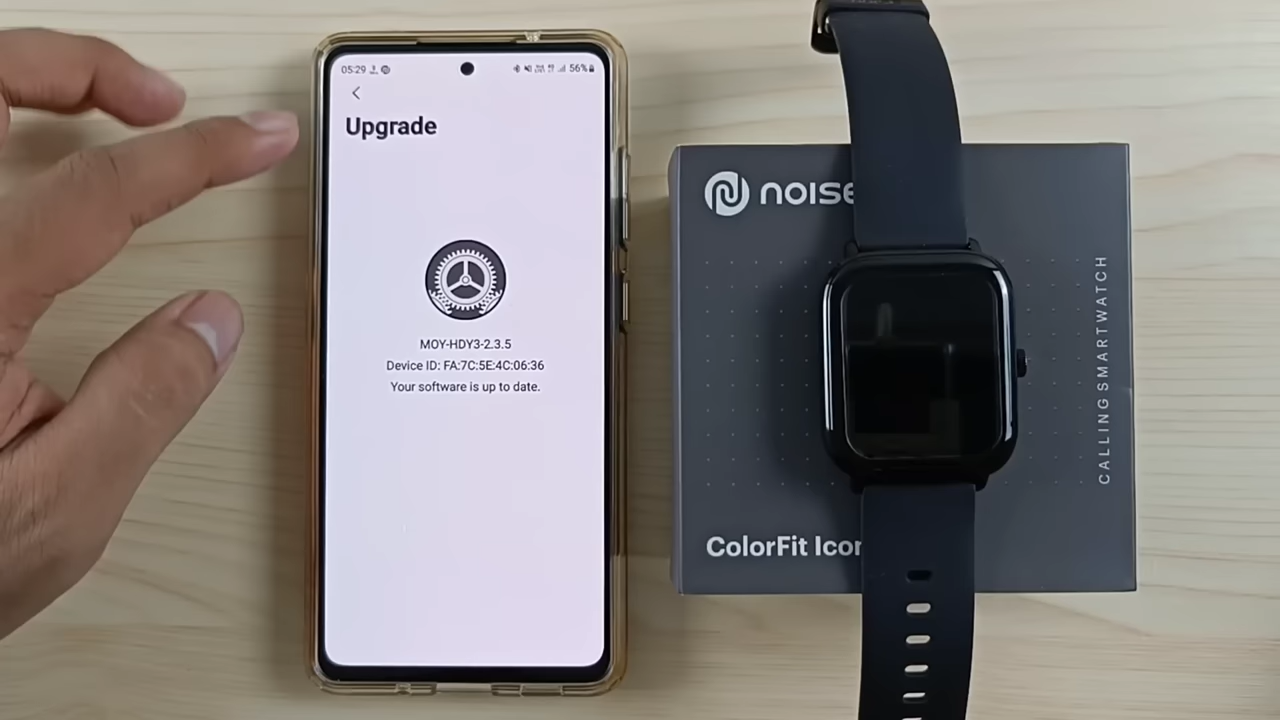 05:29
56%
Upgrade
MOY-HDY3-2.3.5
Device ID: FA:7C:5E:4C:06:36
Your software is up to date.
NOISE
CALLING SMARTWATCH
ColorFit Icon